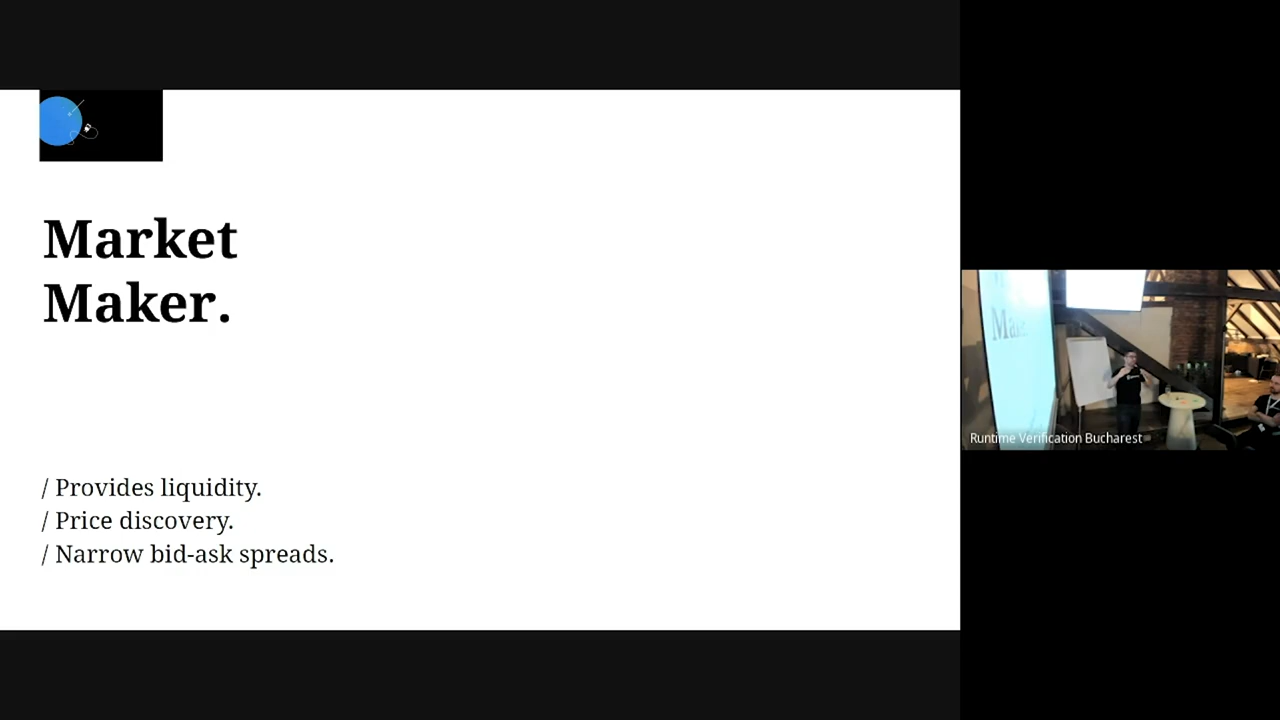 Market
Maker.
/ Provides liquidity.
/ Price discovery.
/ Narrow bid-ask spreads.
Runtime Verification Bucharest